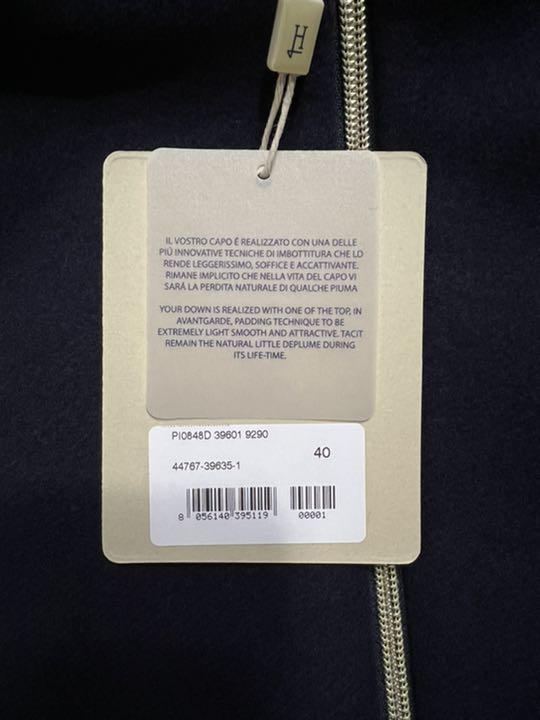 H
IL VOSTRO CAPO É REALIZZATO CON UNA DELLE
PIÚ INNOVATIVE TECNICHE DI IMBOTTITURA CHE LO
RENDE LEGGERISSIMO, SOFFICE E ACCATTIVANTE.
RIMANE IMPLICITO CHE NELLA VITA DEL CAPO VI
SARÁ LA PERDITA NATURALE DI QUALCHE PIUMA
YOUR DOWN IS REALIZED WITH ONE OF THE TOP, IN
AVANTGARDE, PADDING TECHNIQUE TO BE
EXTREMELY LIGHT SMOOTH AND ATTRACTIVE. TACIT
REMAIN THE NATURAL LITTLE DEPLUME DURING
ITS LIFE-TIME.
PI0848D 39601 9290
40
44767-39635-1
8 056140 395119 00001